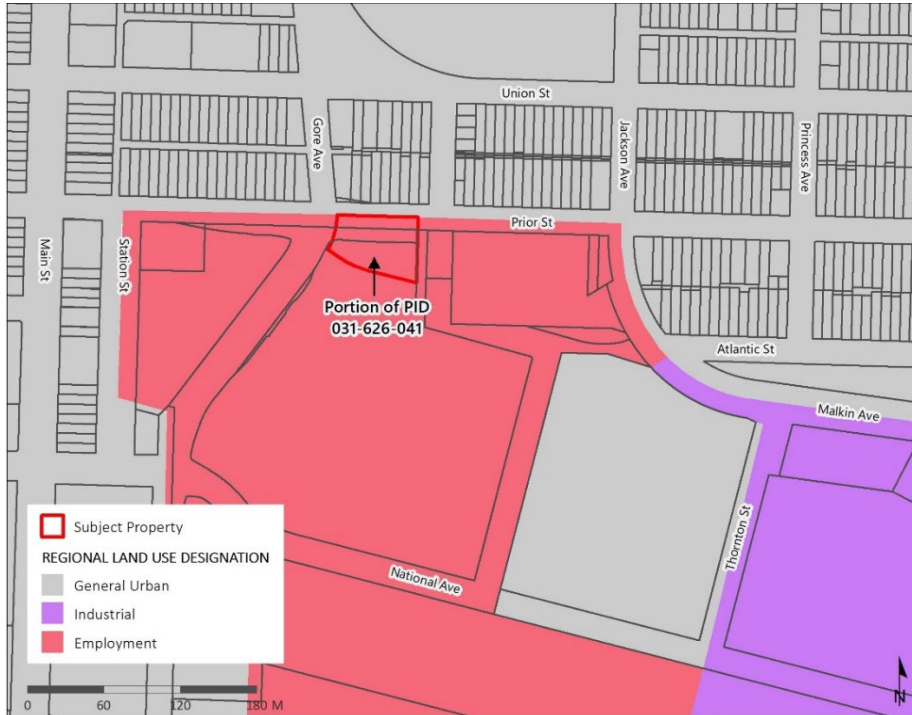 Union St
Gore Ave
Jackson Ave
Princess Ave
Prior St
Main St
Station St
Portion of PID
031-626-041
Atlantic St
Malkin Ave
Thornton St
National Ave
Subject Property
REGIONAL LAND USE DESIGNATION
General Urban
Industrial
Employment
0 60 120 180 M
N